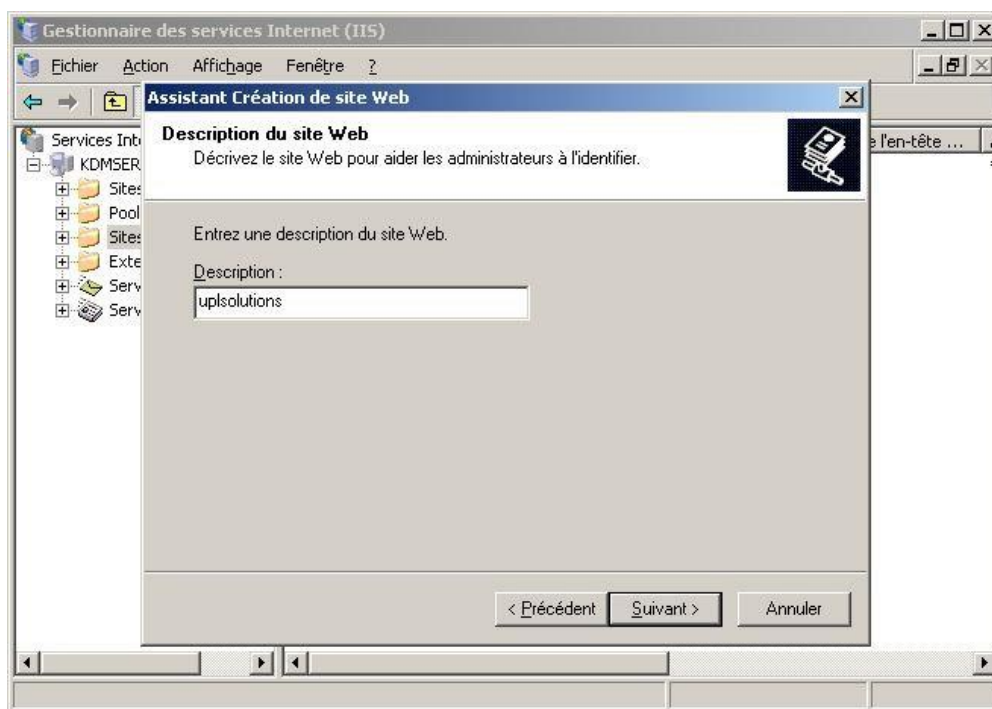 Gestionnaire des services Internet (IIS)
Fichier Action Affichage Fenêtre ?
Assistant Création de site Web
Description du site Web
Décrivez le site Web pour aider les administrateurs à l'identifier.
Services Int
e l'en-tête ...
KDMSER
Sites
Pool
Sites
Exte
Serv
Serv
Entrez une description du site Web.
Description :
uplsolutions
< Précédent Suivant > Annuler